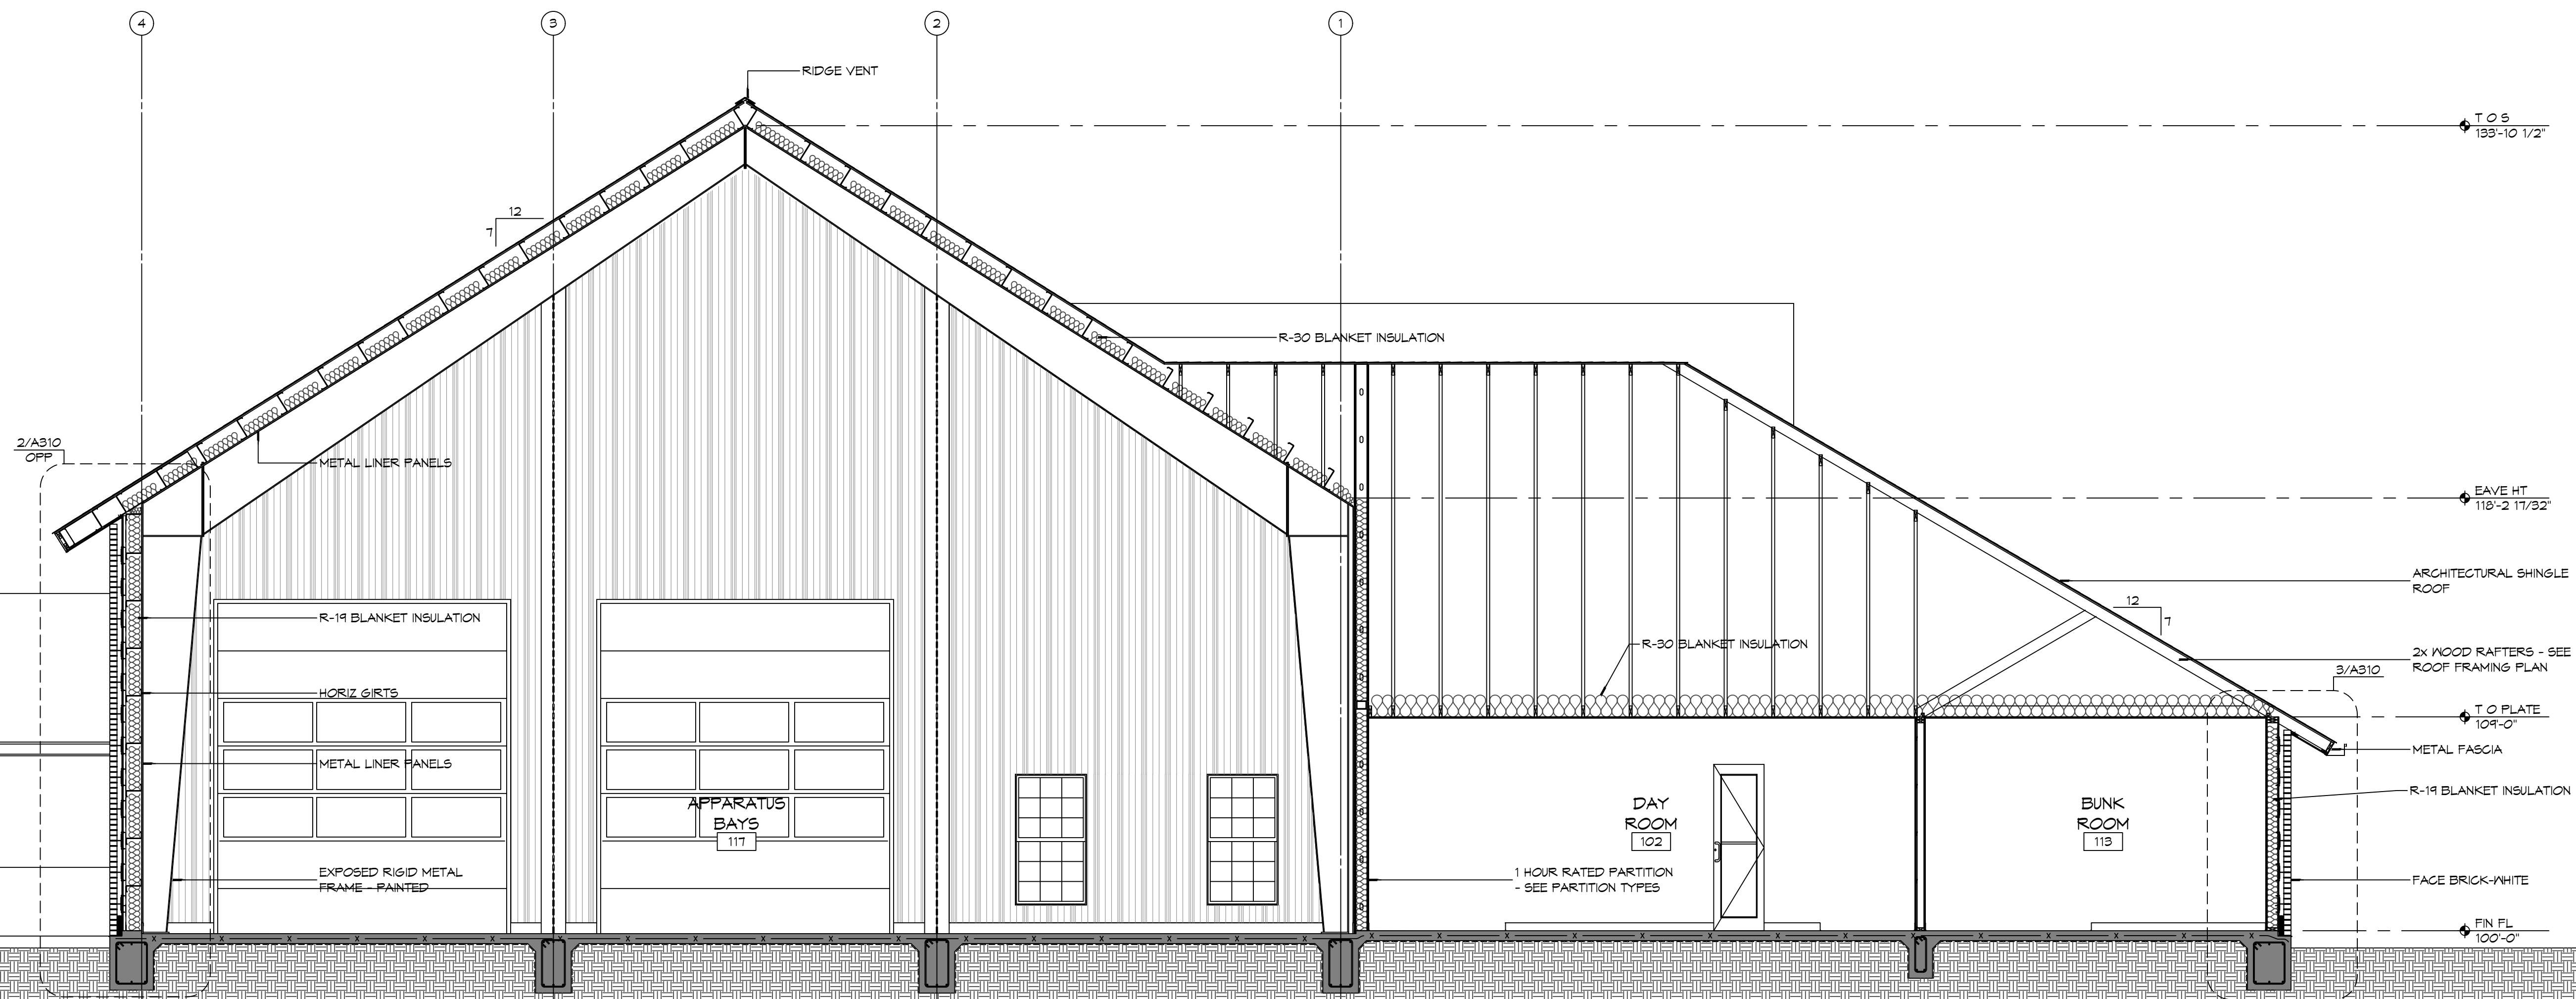 4
3
2
1
RIDGE VENT
T O S
133'-10 1/2"
12
7
R-30 BLANKET INSULATION
2/A310
OPP
METAL LINER PANELS
EAVE HT
118'-2 17/32"
ARCHITECTURAL SHINGLE
ROOF
12
7
R-19 BLANKET INSULATION
R-30 BLANKET INSULATION
2x WOOD RAFTERS - SEE
ROOF FRAMING PLAN
3/A310
HORIZ GIRTS
T O PLATE
109'-0"
METAL FASCIA
METAL LINER PANELS
R-19 BLANKET INSULATION
APPARATUS
BAYS
117
DAY
ROOM
102
BUNK
ROOM
113
EXPOSED RIGID METAL
FRAME - PAINTED
1 HOUR RATED PARTITION
- SEE PARTITION TYPES
FACE BRICK-WHITE
FIN FL
100'-0"